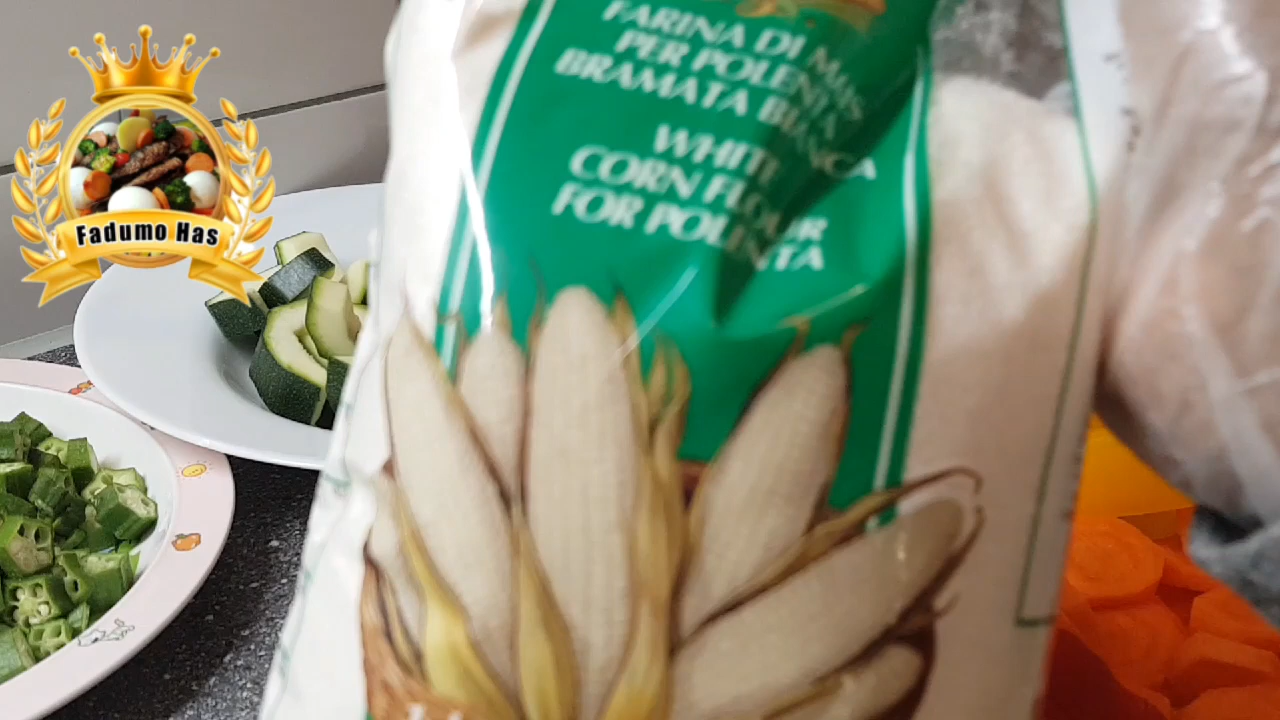 Fadumo Has
FARINA DI MAIS
PER POLENTA
BRAMATA BIANCA
WHITE
CORN FLOUR
FOR POLENTA